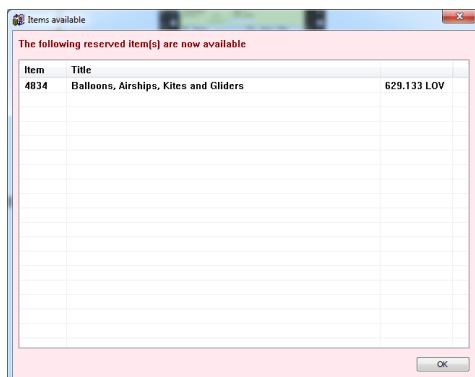 Items available
The following reserved item(s) are now available
Item Title
4834 Balloons, Airships, Kites and Gliders 629.133 LOV
OK